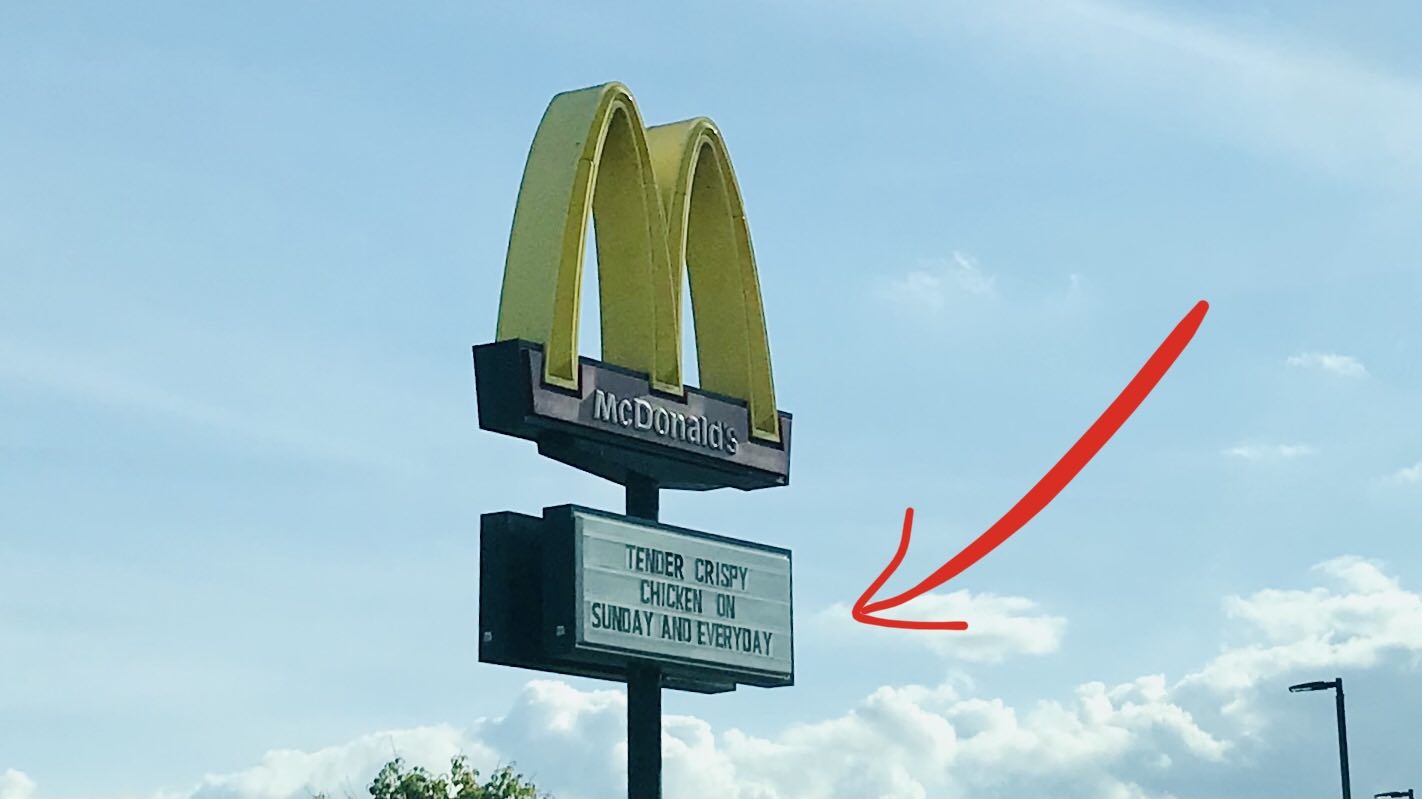 McDonald's
TENDER CRISPY
CHICKEN ON
SUNDAY AND EVERYDAY